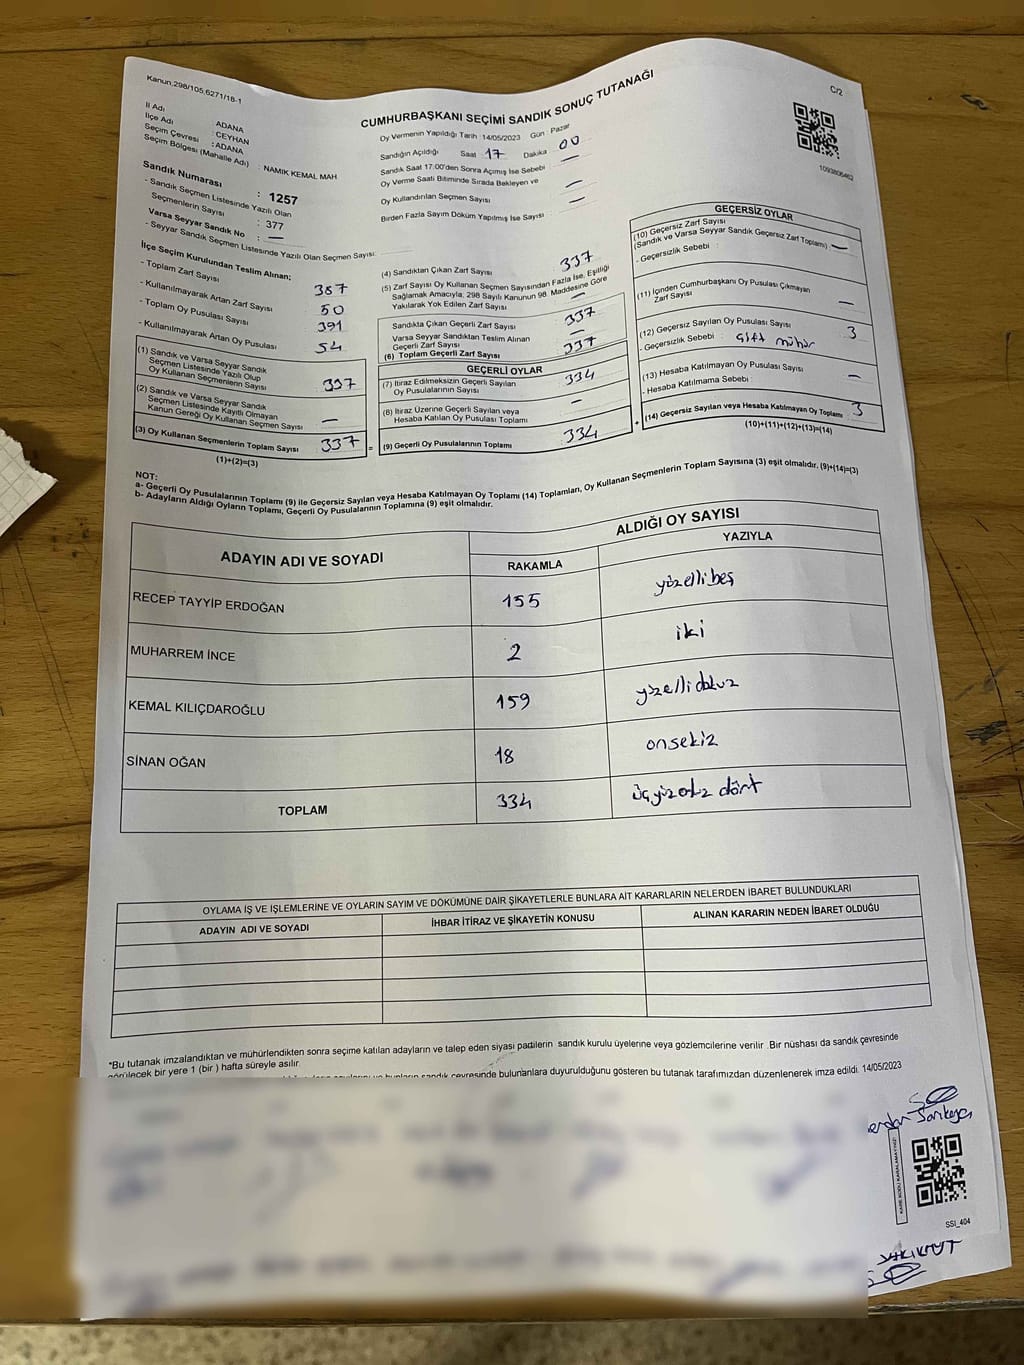 Kanun.298/105,6271/18-1
C/2
CUMHURBAŞKANI SEÇİMİ SANDIK SONUÇ TUTANAĞI
İl Adı : ADANA
İlçe Adı : CEYHAN
Seçim Çevresi : ADANA
Seçim Bölgesi (Mahalle Adı) : NAMIK KEMAL MAH
Oy Vermenin Yapıldığı Tarih : 14/05/2023 Gün : Pazar
Sandığın Açıldığı Saat 17 Dakika 00
Sandık Saat 17:00'den Sonra Açımış İse Sebebi —
Oy Verme Saati Bitiminde Sırada Bekleyen ve
Oy Kullandırılan Seçmen Sayısı —
Birden Fazla Sayım Döküm Yapılmış İse Sayısı —
1093806462
Sandık Numarası : 1257
- Sandık Seçmen Listesinde Yazılı Olan
Seçmenlerin Sayısı : 377
Varsa Seyyar Sandık No : —
- Seyyar Sandık Seçmen Listesinde Yazılı Olan Seçmen Sayısı:
İlçe Seçim Kurulundan Teslim Alınan;
- Toplam Zarf Sayısı 387
- Kullanılmayarak Artan Zarf Sayısı 50
- Toplam Oy Pusulası Sayısı 391
- Kullanılmayarak Artan Oy Pusulası 54
(1) Sandık ve Varsa Seyyar Sandık
Seçmen Listesinde Yazılı Olup
Oy Kullanan Seçmenlerin Sayısı 337
(2) Sandık ve Varsa Seyyar Sandık
Seçmen Listesinde Kayıtlı Olmayan
Kanun Gereği Oy Kullanan Seçmen Sayısı —
(3) Oy Kullanan Seçmenlerin Toplam Sayısı 337 =
(1)+(2)=(3)
(4) Sandıktan Çıkan Zarf Sayısı 337
(5) Zarf Sayısı Oy Kullanan Seçmen Sayısından Fazla İse, Eşitliği
Sağlamak Amacıyla, 298 Sayılı Kanunun 98. Maddesine Göre
Yakılarak Yok Edilen Zarf Sayısı —
Sandıkta Çıkan Geçerli Zarf Sayısı 337
Varsa Seyyar Sandıktan Teslim Alınan
Geçerli Zarf Sayısı —
(6) Toplam Geçerli Zarf Sayısı 337
GEÇERLİ OYLAR
(7) İtiraz Edilmeksizin Geçerli Sayılan
Oy Pusulalarının Sayısı 334
(8) İtiraz Üzerine Geçerli Sayılan veya
Hesaba Katılan Oy Pusulası Toplamı —
(9) Geçerli Oy Pusulalarının Toplamı 334 +
GEÇERSİZ OYLAR
(10) Geçersiz Zarf Sayısı
(Sandık ve Varsa Seyyar Sandık Geçersiz Zarf Toplamı) : —
- Geçersizlik Sebebi :
(11) İçinden Cumhurbaşkanı Oy Pusulası Çıkmayan
Zarf Sayısı —
(12) Geçersiz Sayılan Oy Pusulası Sayısı 3
- Geçersizlik Sebebi : Çift mühür
(13) Hesaba Katılmayan Oy Pusulası Sayısı —
- Hesaba Katılmama Sebebi :
(14) Geçersiz Sayılan veya Hesaba Katılmayan Oy Toplamı 3
(10)+(11)+(12)+(13)=(14)
NOT:
a- Geçerli Oy Pusulalarının Toplamı (9) ile Geçersiz Sayılan veya Hesaba Katılmayan Oy Toplamı (14) Toplamları, Oy Kullanan Seçmenlerin Toplam Sayısına (3) eşit olmalıdır. (9)+(14)=(3)
b- Adayların Aldığı Oyların Toplamı, Geçerli Oy Pusulalarının Toplamına (9) eşit olmalıdır.
ADAYIN ADI VE SOYADI
ALDIĞI OY SAYISI
RAKAMLA YAZIYLA
RECEP TAYYİP ERDOĞAN 155 yüzellibeş
MUHARREM İNCE 2 iki
KEMAL KILIÇDAROĞLU 159 yüzellidokuz
SİNAN OĞAN 18 onsekiz
TOPLAM 334 üçyüzotuz dört
OYLAMA İŞ VE İŞLEMLERİNE VE OYLARIN SAYIM VE DÖKÜMÜNE DAİR ŞİKAYETLERLE BUNLARA AİT KARARLARIN NELERDEN İBARET BULUNDUKLARI
ADAYIN ADI VE SOYADI İHBAR İTİRAZ VE ŞİKAYETİN KONUSU ALINAN KARARIN NEDEN İBARET OLDUĞU
*Bu tutanak imzalandıktan ve mühürlendikten sonra seçime katılan adayların ve talep eden siyasi partilerin sandık kurulu üyelerine veya gözlemcilerine verilir .Bir nüshası da sandık çevresinde
görülecek bir yere 1 (bir ) hafta süreyle asılır.
bunların sandık çevresinde bulunanlara duyurulduğunu gösteren bu tutanak tarafımızdan düzenlenerek imza edildi. 14/05/2023
KARE KODU KARALAMAYINIZ!
SSİ_404